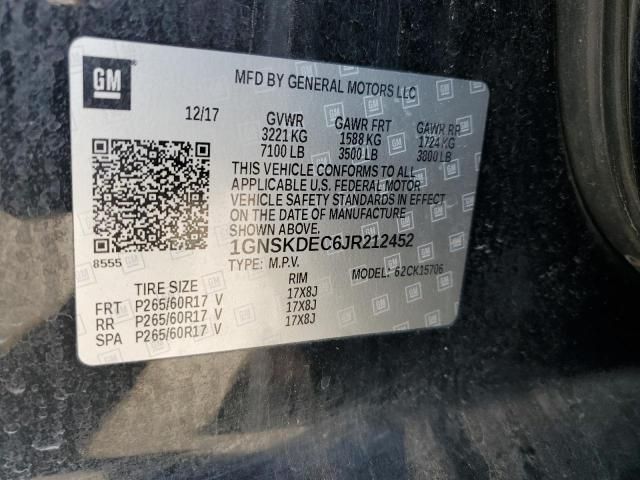 GM
MFD BY GENERAL MOTORS LLC
12/17
GVWR GAWR FRT GAWR RR
3221 KG 1588 KG 1724 KG
7100 LB 3500 LB 3800 LB
THIS VEHICLE CONFORMS TO ALL
APPLICABLE U.S. FEDERAL MOTOR
VEHICLE SAFETY STANDARDS IN EFFECT
ON THE DATE OF MANUFACTURE
SHOWN ABOVE.
1GNSKDEC6JR212452
8555
TYPE: M.P.V. MODEL: 62CK15706
TIRE SIZE RIM
FRT P265/60R17 V 17X8J
RR P265/60R17 V 17X8J
SPA P265/60R17 V 17X8J